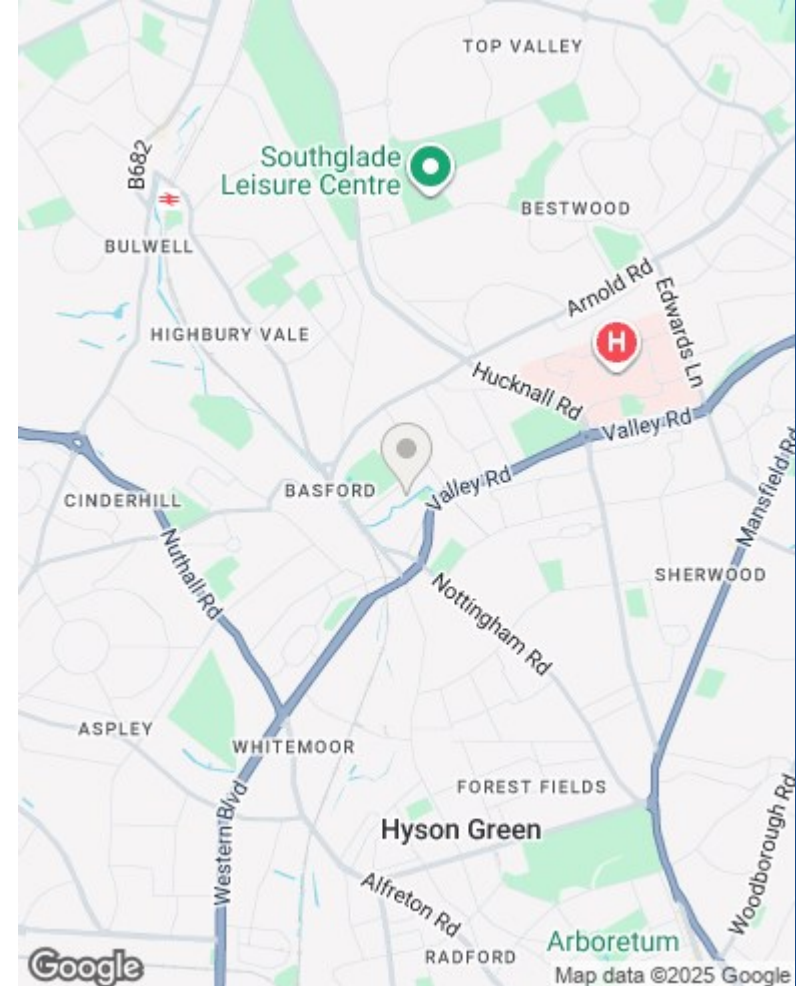 TOP VALLEY
Southglade
Leisure Centre
B682
BESTWOOD
BULWELL
Arnold Rd
Edwards Ln
HIGHBURY VALE
H
Hucknall Rd
Valley Rd
Mansfield Rd
BASFORD
Valley Rd
CINDERHILL
Nuthall Rd
SHERWOOD
Nottingham Rd
ASPLEY
WHITEMOOR
FOREST FIELDS
Western Blvd
Hyson Green
Woodborough Rd
Alfreton Rd
Arboretum
RADFORD
Google
Map data ©2025 Google